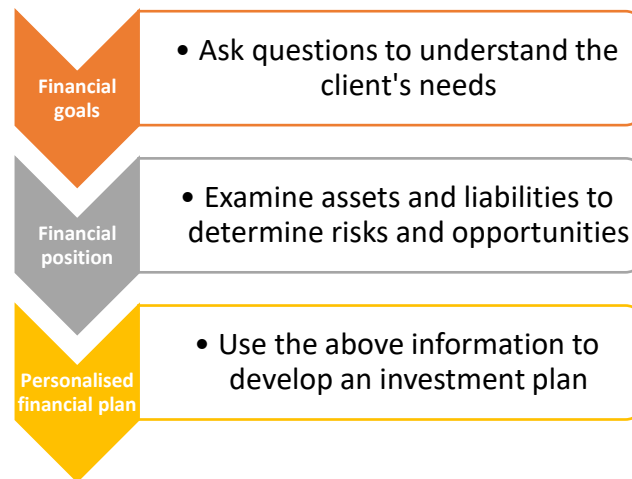 Financial
goals
• Ask questions to understand the
client's needs
Financial
position
• Examine assets and liabilities to
determine risks and opportunities
Personalised
financial plan
• Use the above information to
develop an investment plan